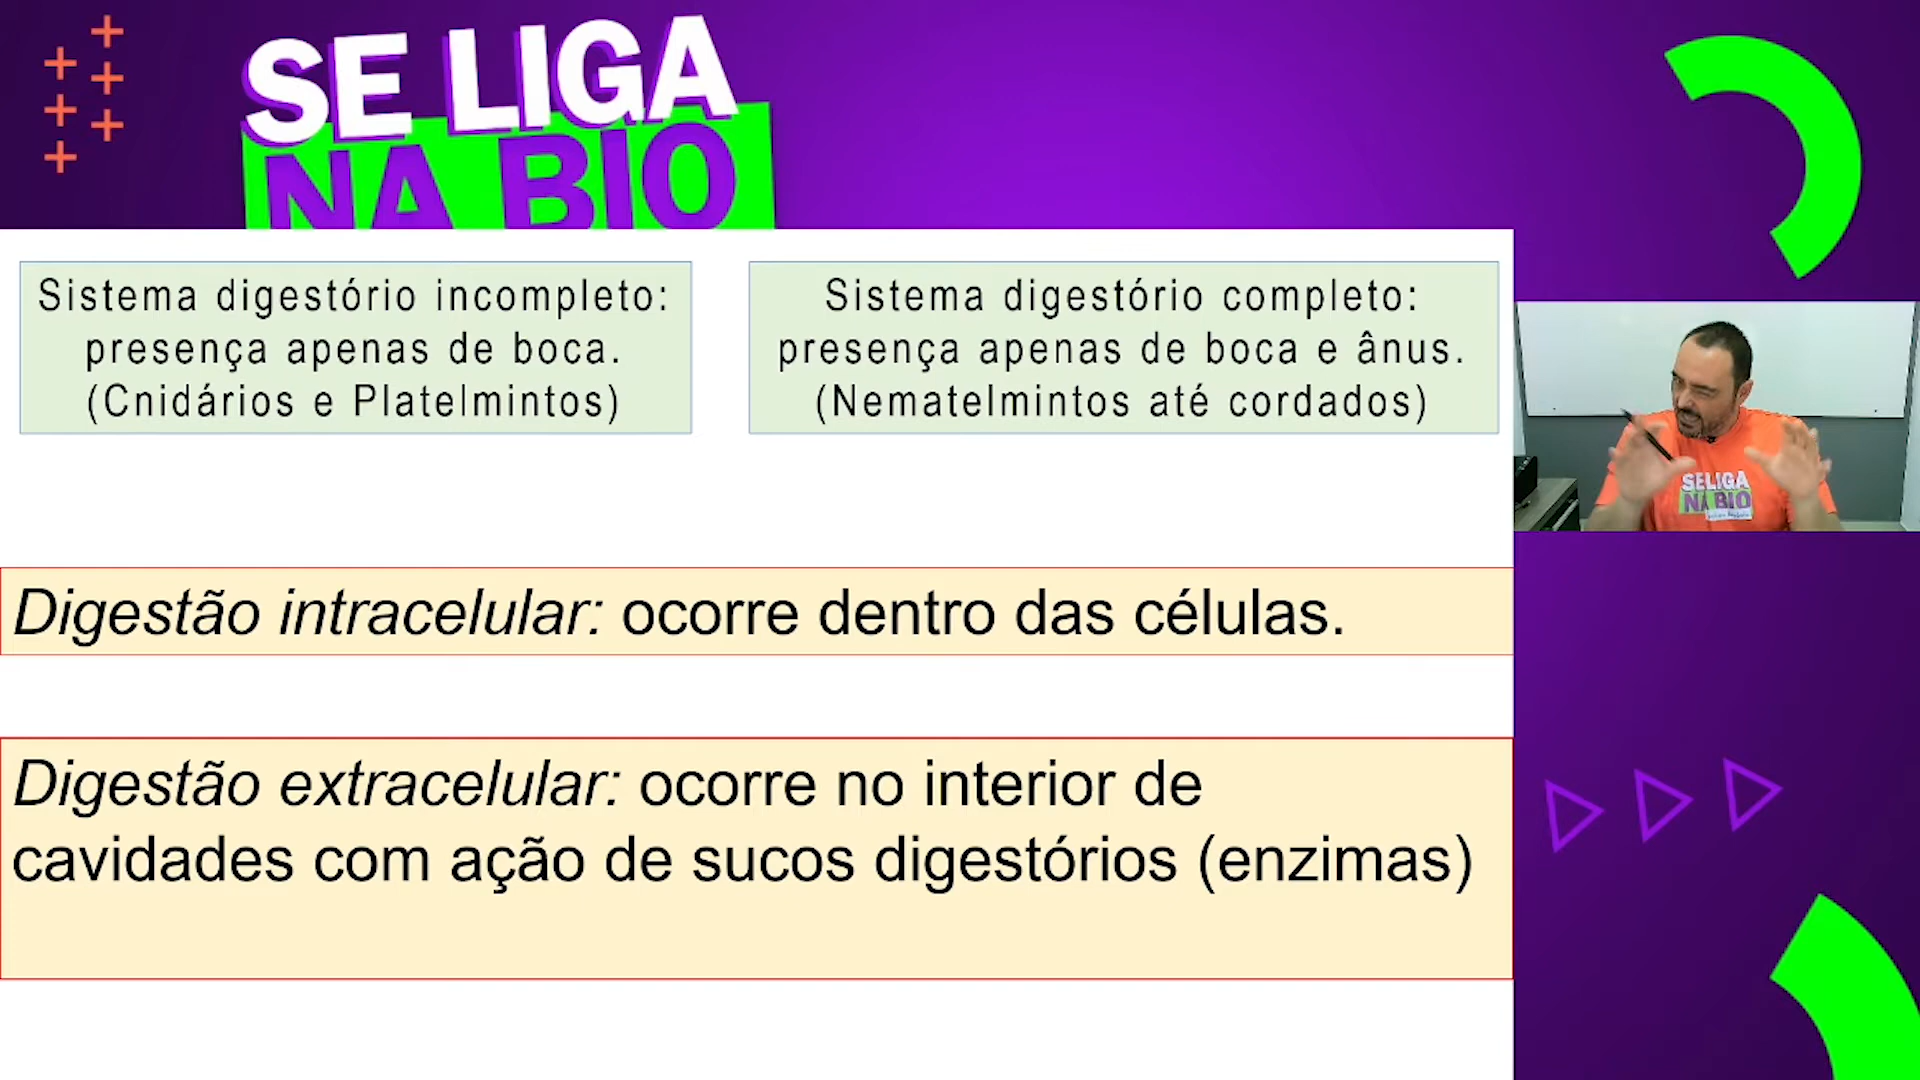 SE LIGA
NA BIO
Sistema digestório incompleto:
presença apenas de boca.
(Cnidários e Platelmintos)
Sistema digestório completo:
presença apenas de boca e ânus.
(Nematelmintos até cordados)
SE LIGA
NA BIO
Digestão intracelular: ocorre dentro das células.
Digestão extracelular: ocorre no interior de
cavidades com ação de sucos digestórios (enzimas)